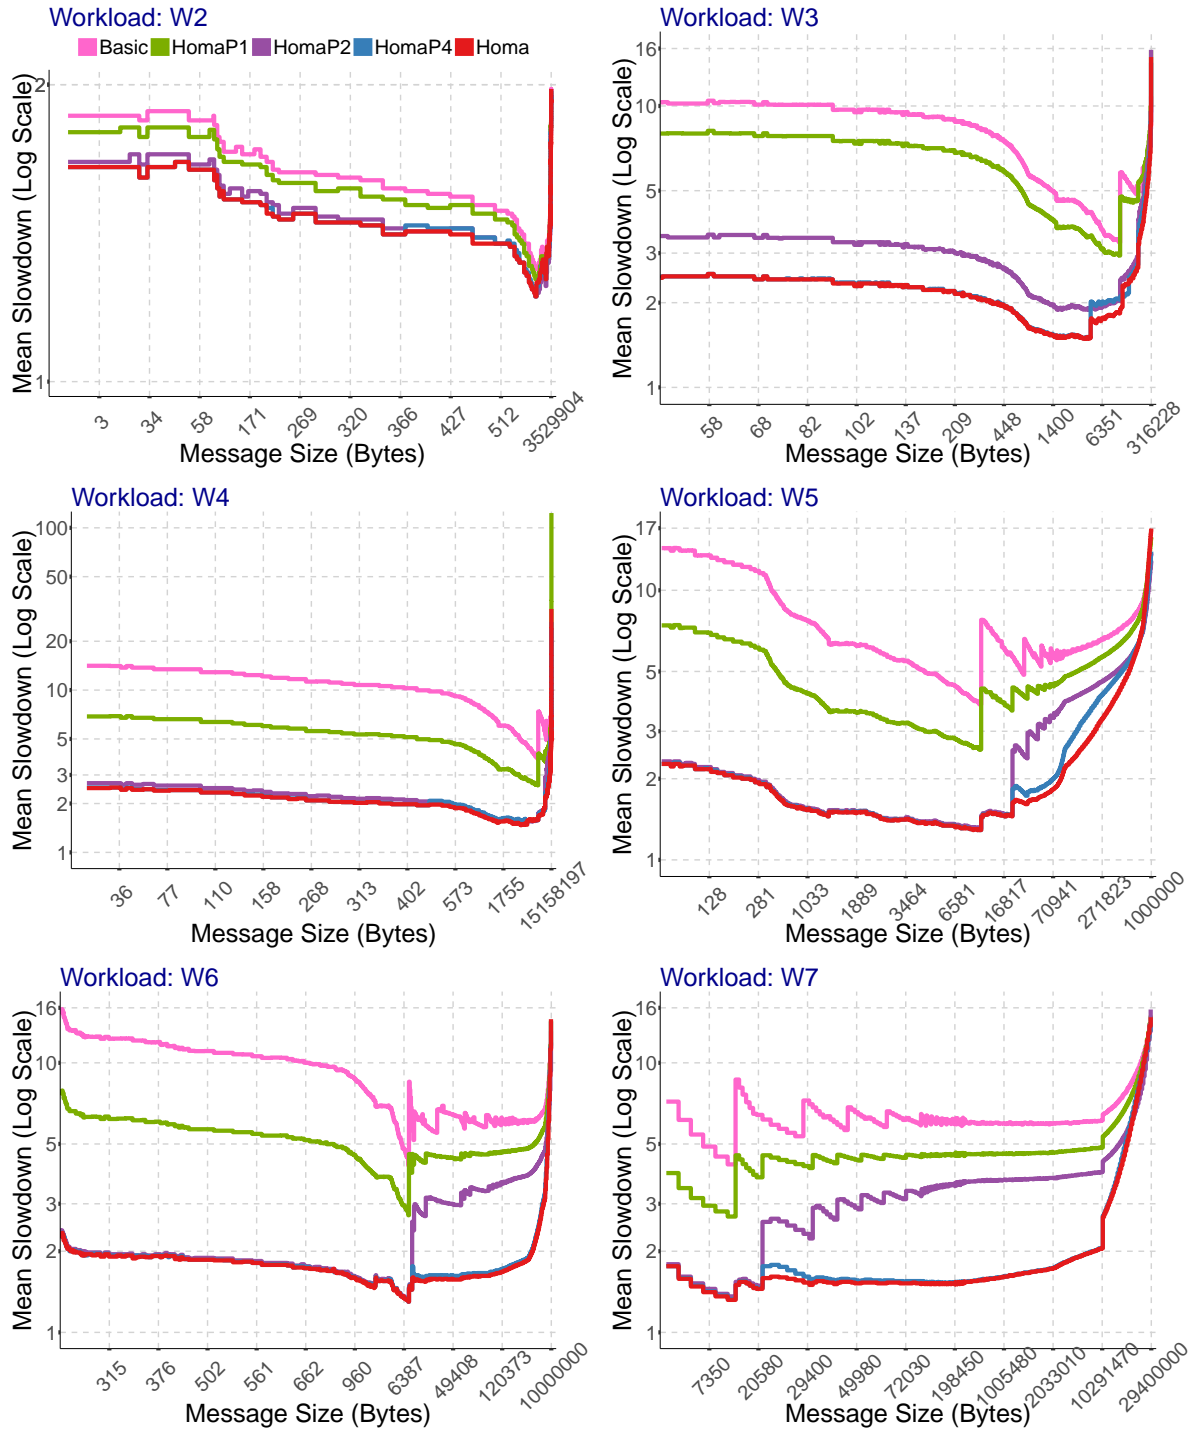 Workload: W2
Basic HomaP1 HomaP2 HomaP4 Homa
Mean Slowdown (Log Scale)
2
1
3 34 58 171 269 320 366 427 512 3529904
Message Size (Bytes)
Workload: W3
Mean Slowdown (Log Scale)
16
10
5
3
2
1
58 68 82 102 137 209 448 1400 6351 316228
Message Size (Bytes)
Workload: W4
Mean Slowdown (Log Scale)
100
50
20
10
5
3
2
1
36 77 110 158 268 313 402 573 1755 15158197
Message Size (Bytes)
Workload: W5
Mean Slowdown (Log Scale)
17
10
5
3
2
1
128 281 1033 1889 3464 6581 16817 70941 271823 1000000
Message Size (Bytes)
Workload: W6
Mean Slowdown (Log Scale)
16
10
5
3
2
1
315 376 502 561 662 960 6387 49408 120373 10000000
Message Size (Bytes)
Workload: W7
Mean Slowdown (Log Scale)
16
10
5
3
2
1
7350 20580 29400 49980 72030 198450 1005480 2033010 10291470 29400000
Message Size (Bytes)